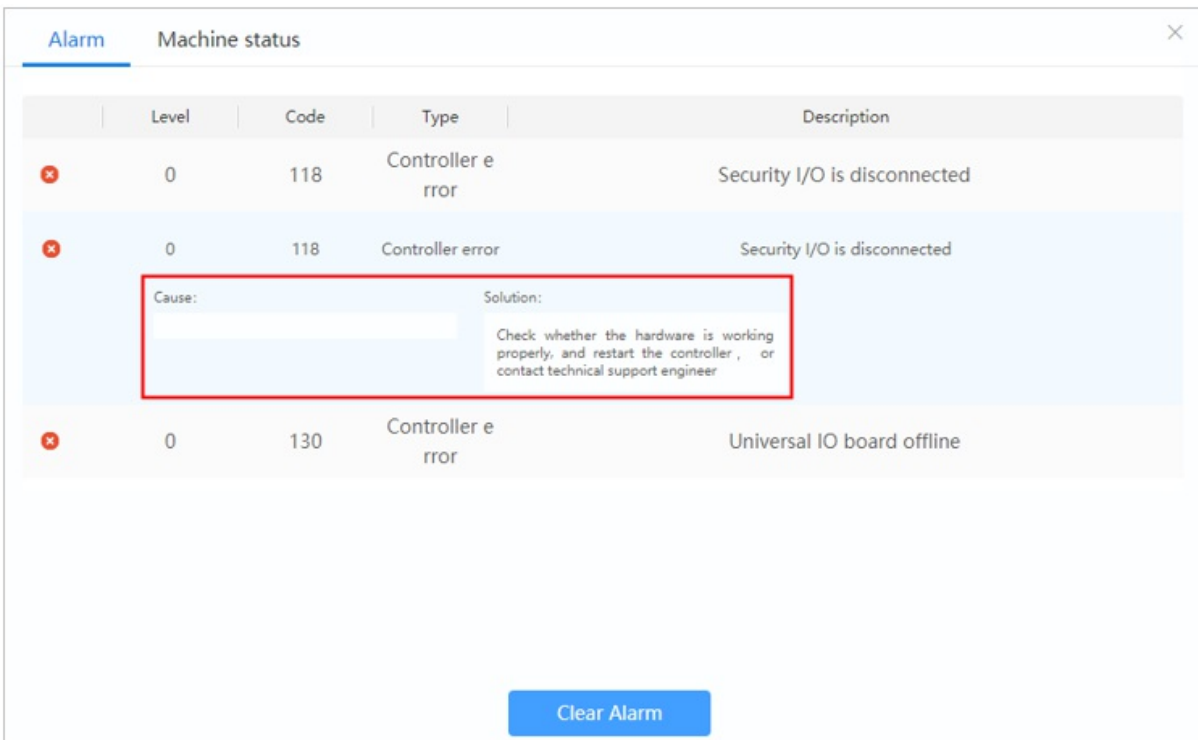 Alarm Machine status
Level Code Type Description
0 118 Controller e
rror Security I/O is disconnected
0 118 Controller error Security I/O is disconnected
Cause: Solution:
Check whether the hardware is working
properly, and restart the controller , or
contact technical support engineer
0 130 Controller e
rror Universal IO board offline
Clear Alarm